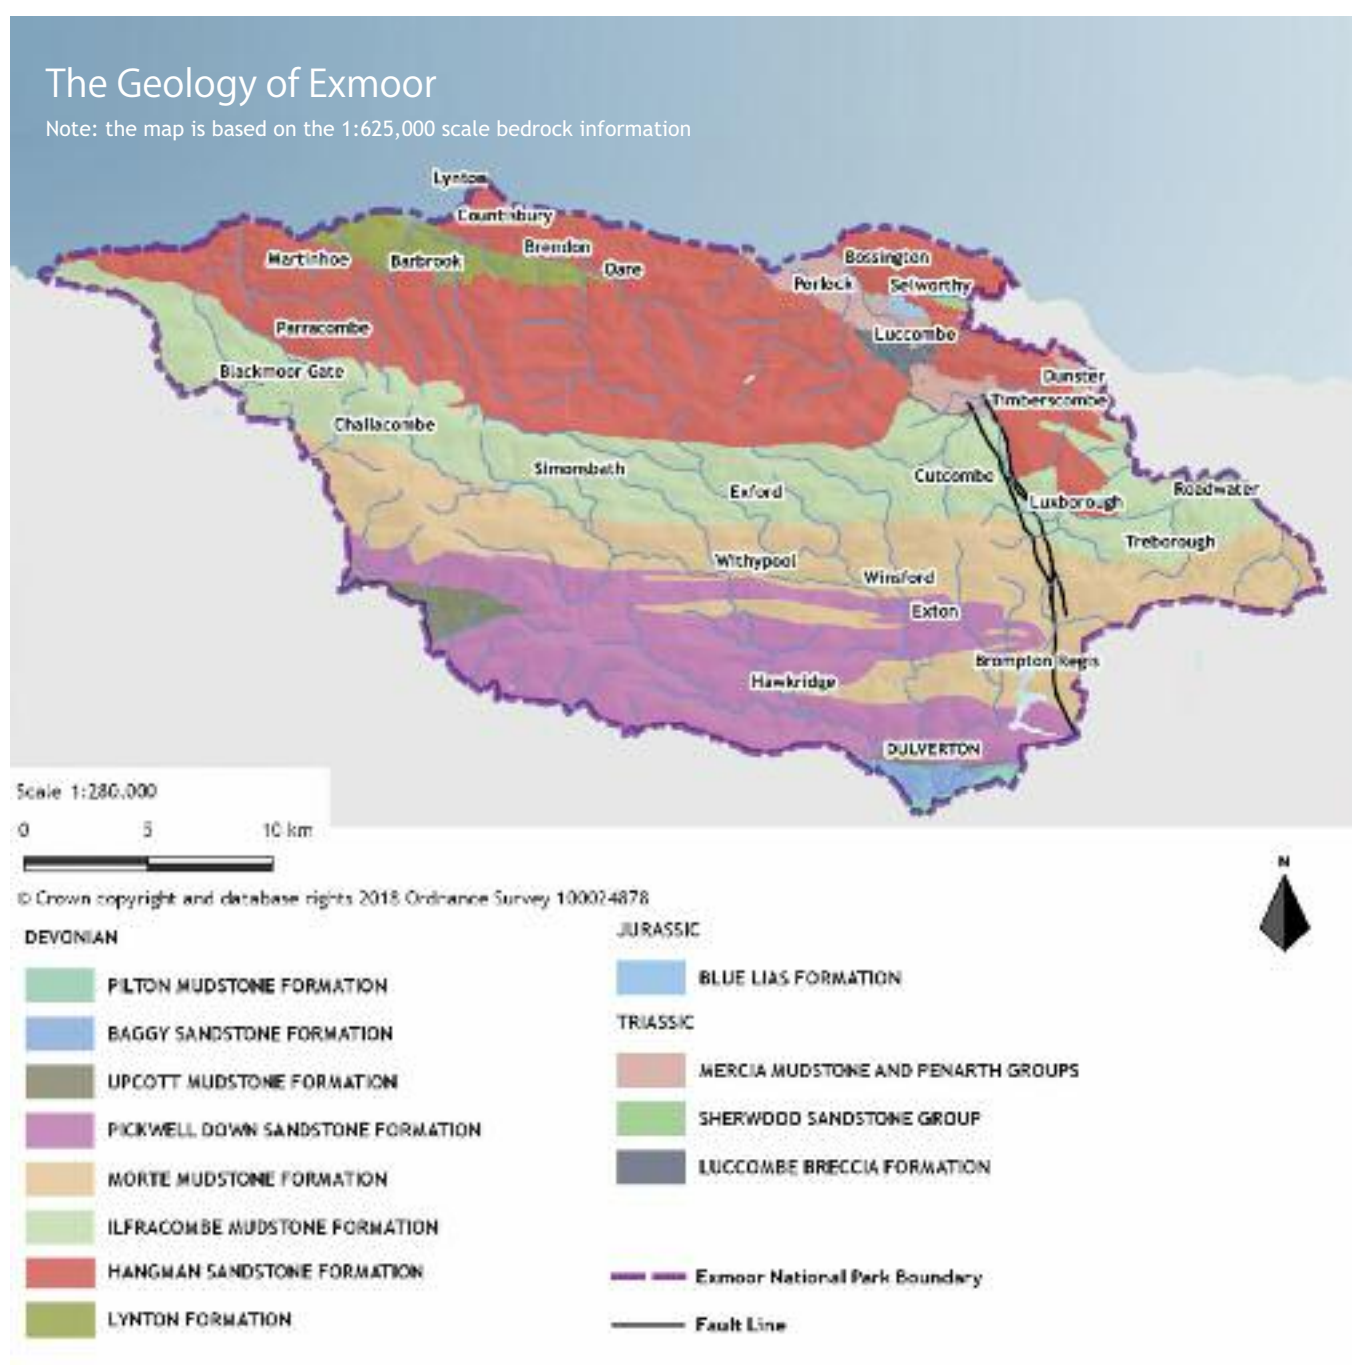 The Geology of Exmoor
Note: the map is based on the 1:625,000 scale bedrock information
Lynton
Countisbury
Brendon
Martinhoe
Barbrook
Oare
Bossington
Porlock
Selworthy
Parracombe
Luccombe
Blackmoor Gate
Dunster
Timberscombe
Challacombe
Simonsbath
Exford
Cutcombe
Luxborough
Roadwater
Treborough
Withypool
Winsford
Exton
Brompton Regis
Hawkridge
DULVERTON
Scale 1:280,000
0 5 10 km
N
© Crown copyright and database rights 2018 Ordnance Survey 100024878
DEVONIAN
PILTON MUDSTONE FORMATION
BAGGY SANDSTONE FORMATION
UPCOTT MUDSTONE FORMATION
PICKWELL DOWN SANDSTONE FORMATION
MORTE MUDSTONE FORMATION
ILFRACOMBE MUDSTONE FORMATION
HANGMAN SANDSTONE FORMATION
LYNTON FORMATION
JURASSIC
BLUE LIAS FORMATION
TRIASSIC
MERCIA MUDSTONE AND PENARTH GROUPS
SHERWOOD SANDSTONE GROUP
LUCCOMBE BRECCIA FORMATION
Exmoor National Park Boundary
Fault Line